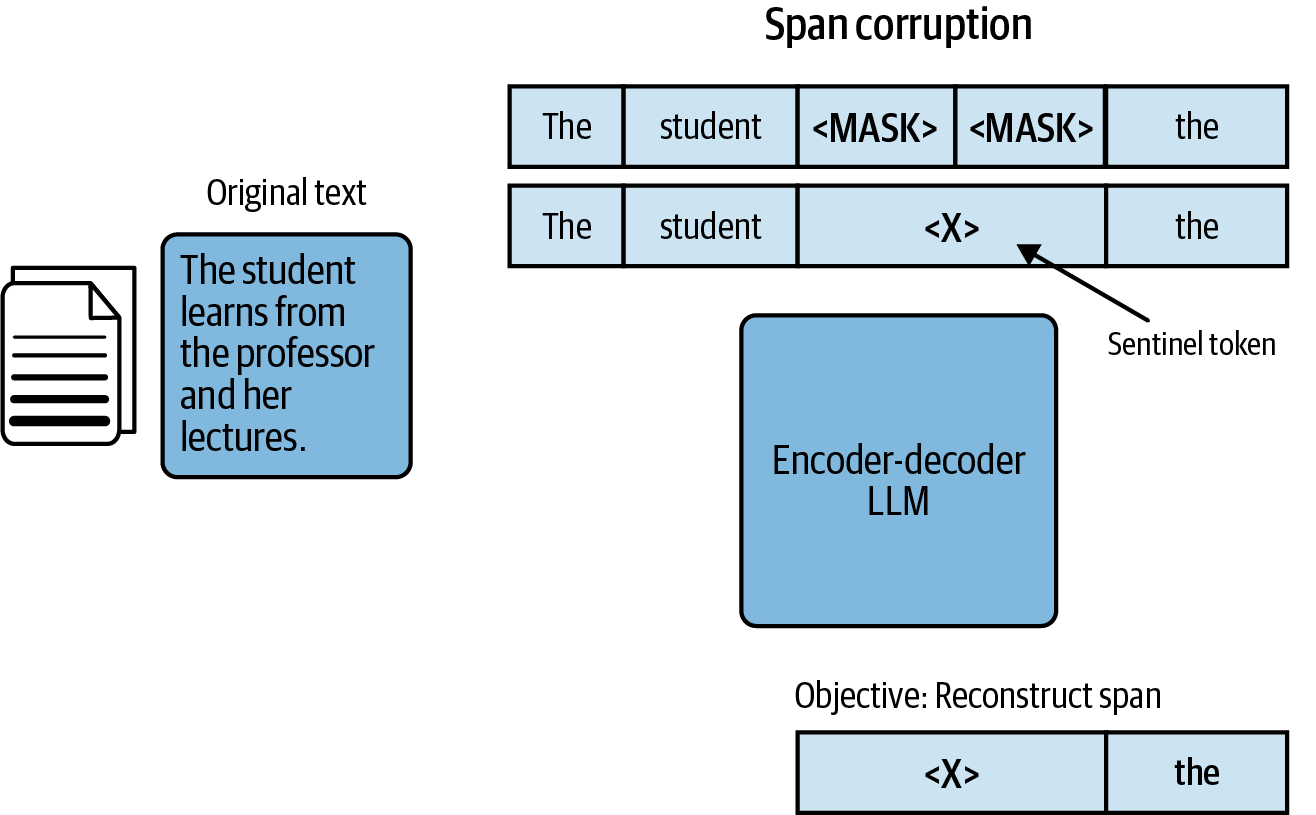 Span corruption
The student <MASK> <MASK> the
Original text
The student <X> the
The student
learns from
the professor
and her
lectures.
Sentinel token
Encoder-decoder
LLM
Objective: Reconstruct span
<X> the